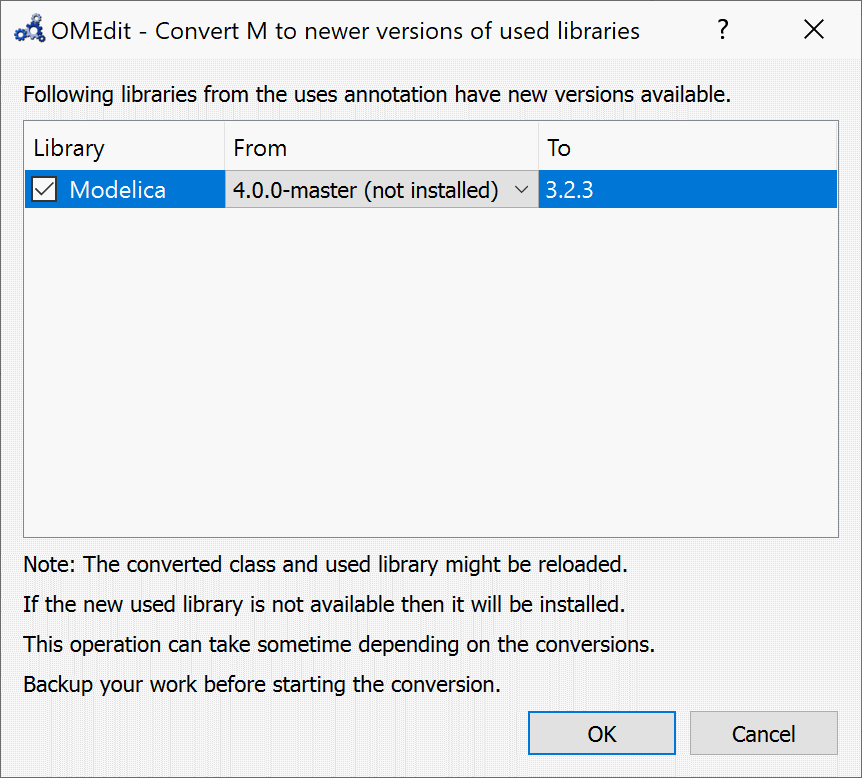 OMEdit - Convert M to newer versions of used libraries ?
Following libraries from the uses annotation have new versions available.
Library From To
Modelica 4.0.0-master (not installed) 3.2.3
Note: The converted class and used library might be reloaded.
If the new used library is not available then it will be installed.
This operation can take sometime depending on the conversions.
Backup your work before starting the conversion.
OK Cancel